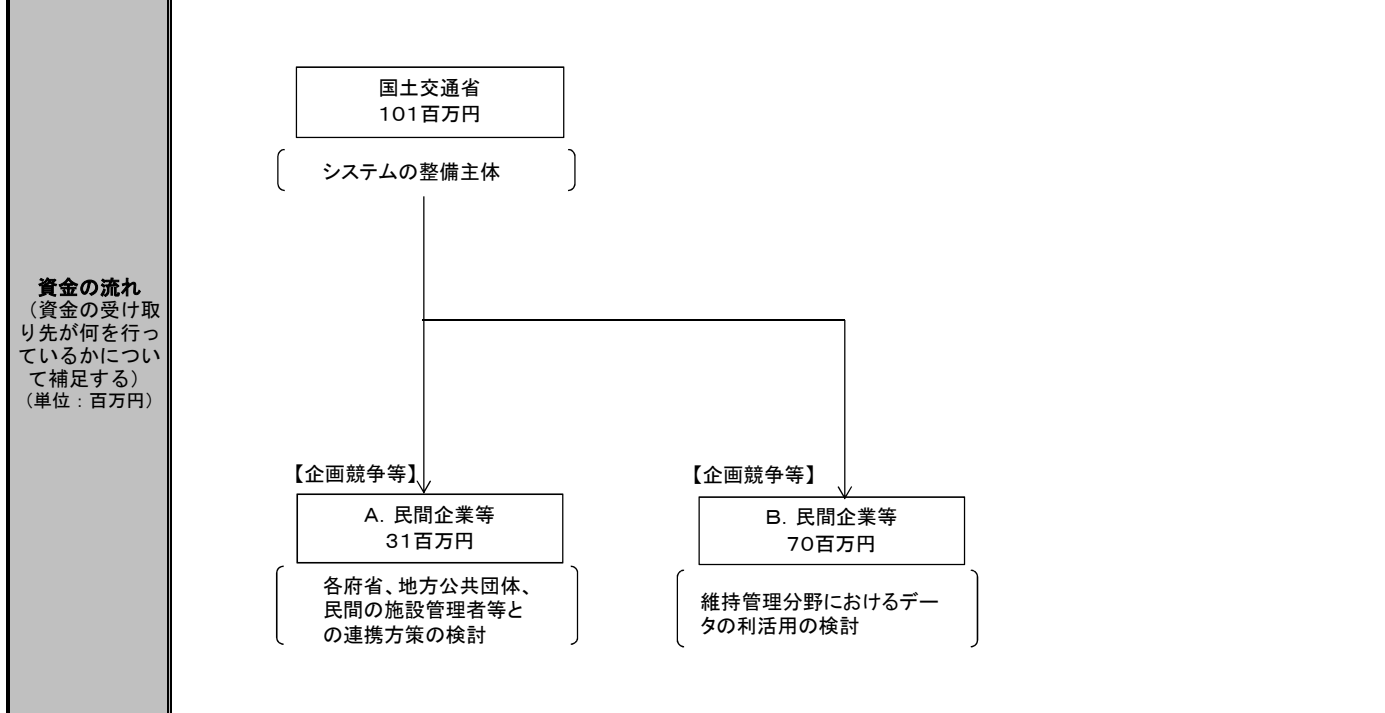 資金の流れ
（資金の受け取
り先が何を行っ
ているかについ
て補足する）
（単位：百万円）
国土交通省
１０１百万円
システムの整備主体
【企画競争等】
A．民間企業等
３１百万円
各府省、地方公共団体、
民間の施設管理者等と
の連携方策の検討
【企画競争等】
B．民間企業等
７０百万円
維持管理分野におけるデー
タの利活用の検討